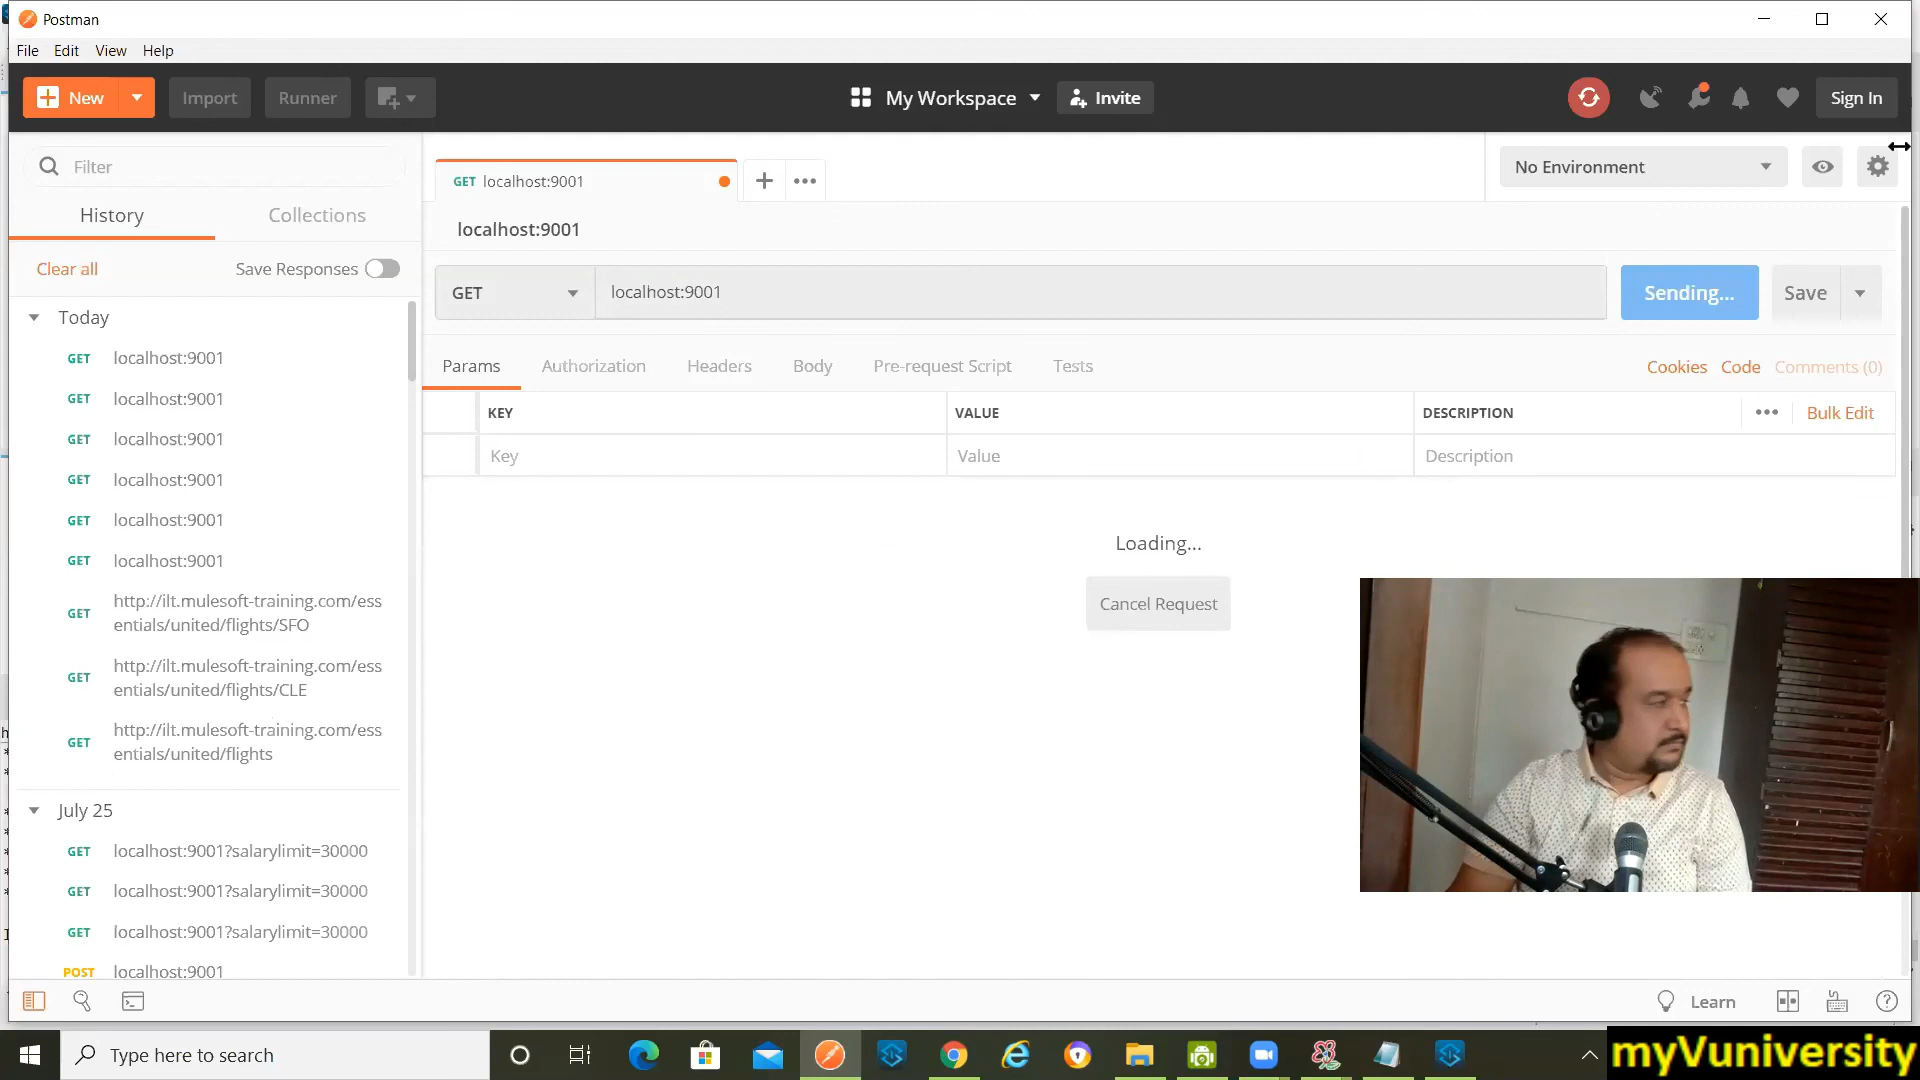 Postman
File Edit View Help
New Import Runner My Workspace Invite Sign In
Filter
History Collections
Clear all Save Responses
Today
GET localhost:9001
GET localhost:9001
GET localhost:9001
GET localhost:9001
GET localhost:9001
GET localhost:9001
GET http://ilt.mulesoft-training.com/ess
entials/united/flights/SFO
GET http://ilt.mulesoft-training.com/ess
entials/united/flights/CLE
GET http://ilt.mulesoft-training.com/ess
entials/united/flights
July 25
GET localhost:9001?salarylimit=30000
GET localhost:9001?salarylimit=30000
GET localhost:9001?salarylimit=30000
POST localhost:9001
GET localhost:9001
No Environment
localhost:9001
GET localhost:9001 Sending... Save
Params Authorization Headers Body Pre-request Script Tests Cookies Code Comments (0)
KEY VALUE DESCRIPTION Bulk Edit
Key Value Description
Loading...
Cancel Request
Learn
Type here to search
myVuniversity